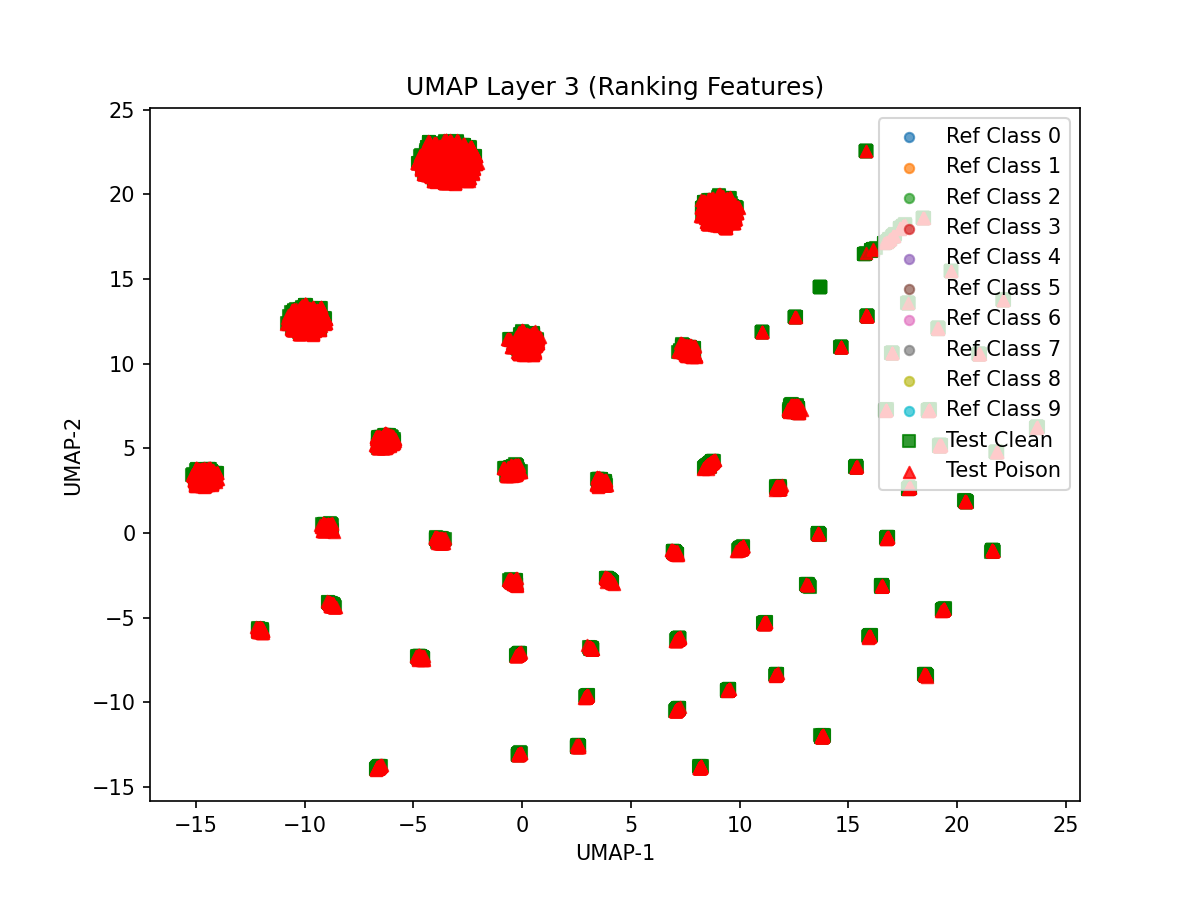 UMAP Layer 3 (Ranking Features)
25
20
15
10
5
0
−5
−10
−15
UMAP-2
Ref Class 0
Ref Class 1
Ref Class 2
Ref Class 3
Ref Class 4
Ref Class 5
Ref Class 6
Ref Class 7
Ref Class 8
Ref Class 9
Test Clean
Test Poison
−15 −10 −5 0 5 10 15 20 25
UMAP-1